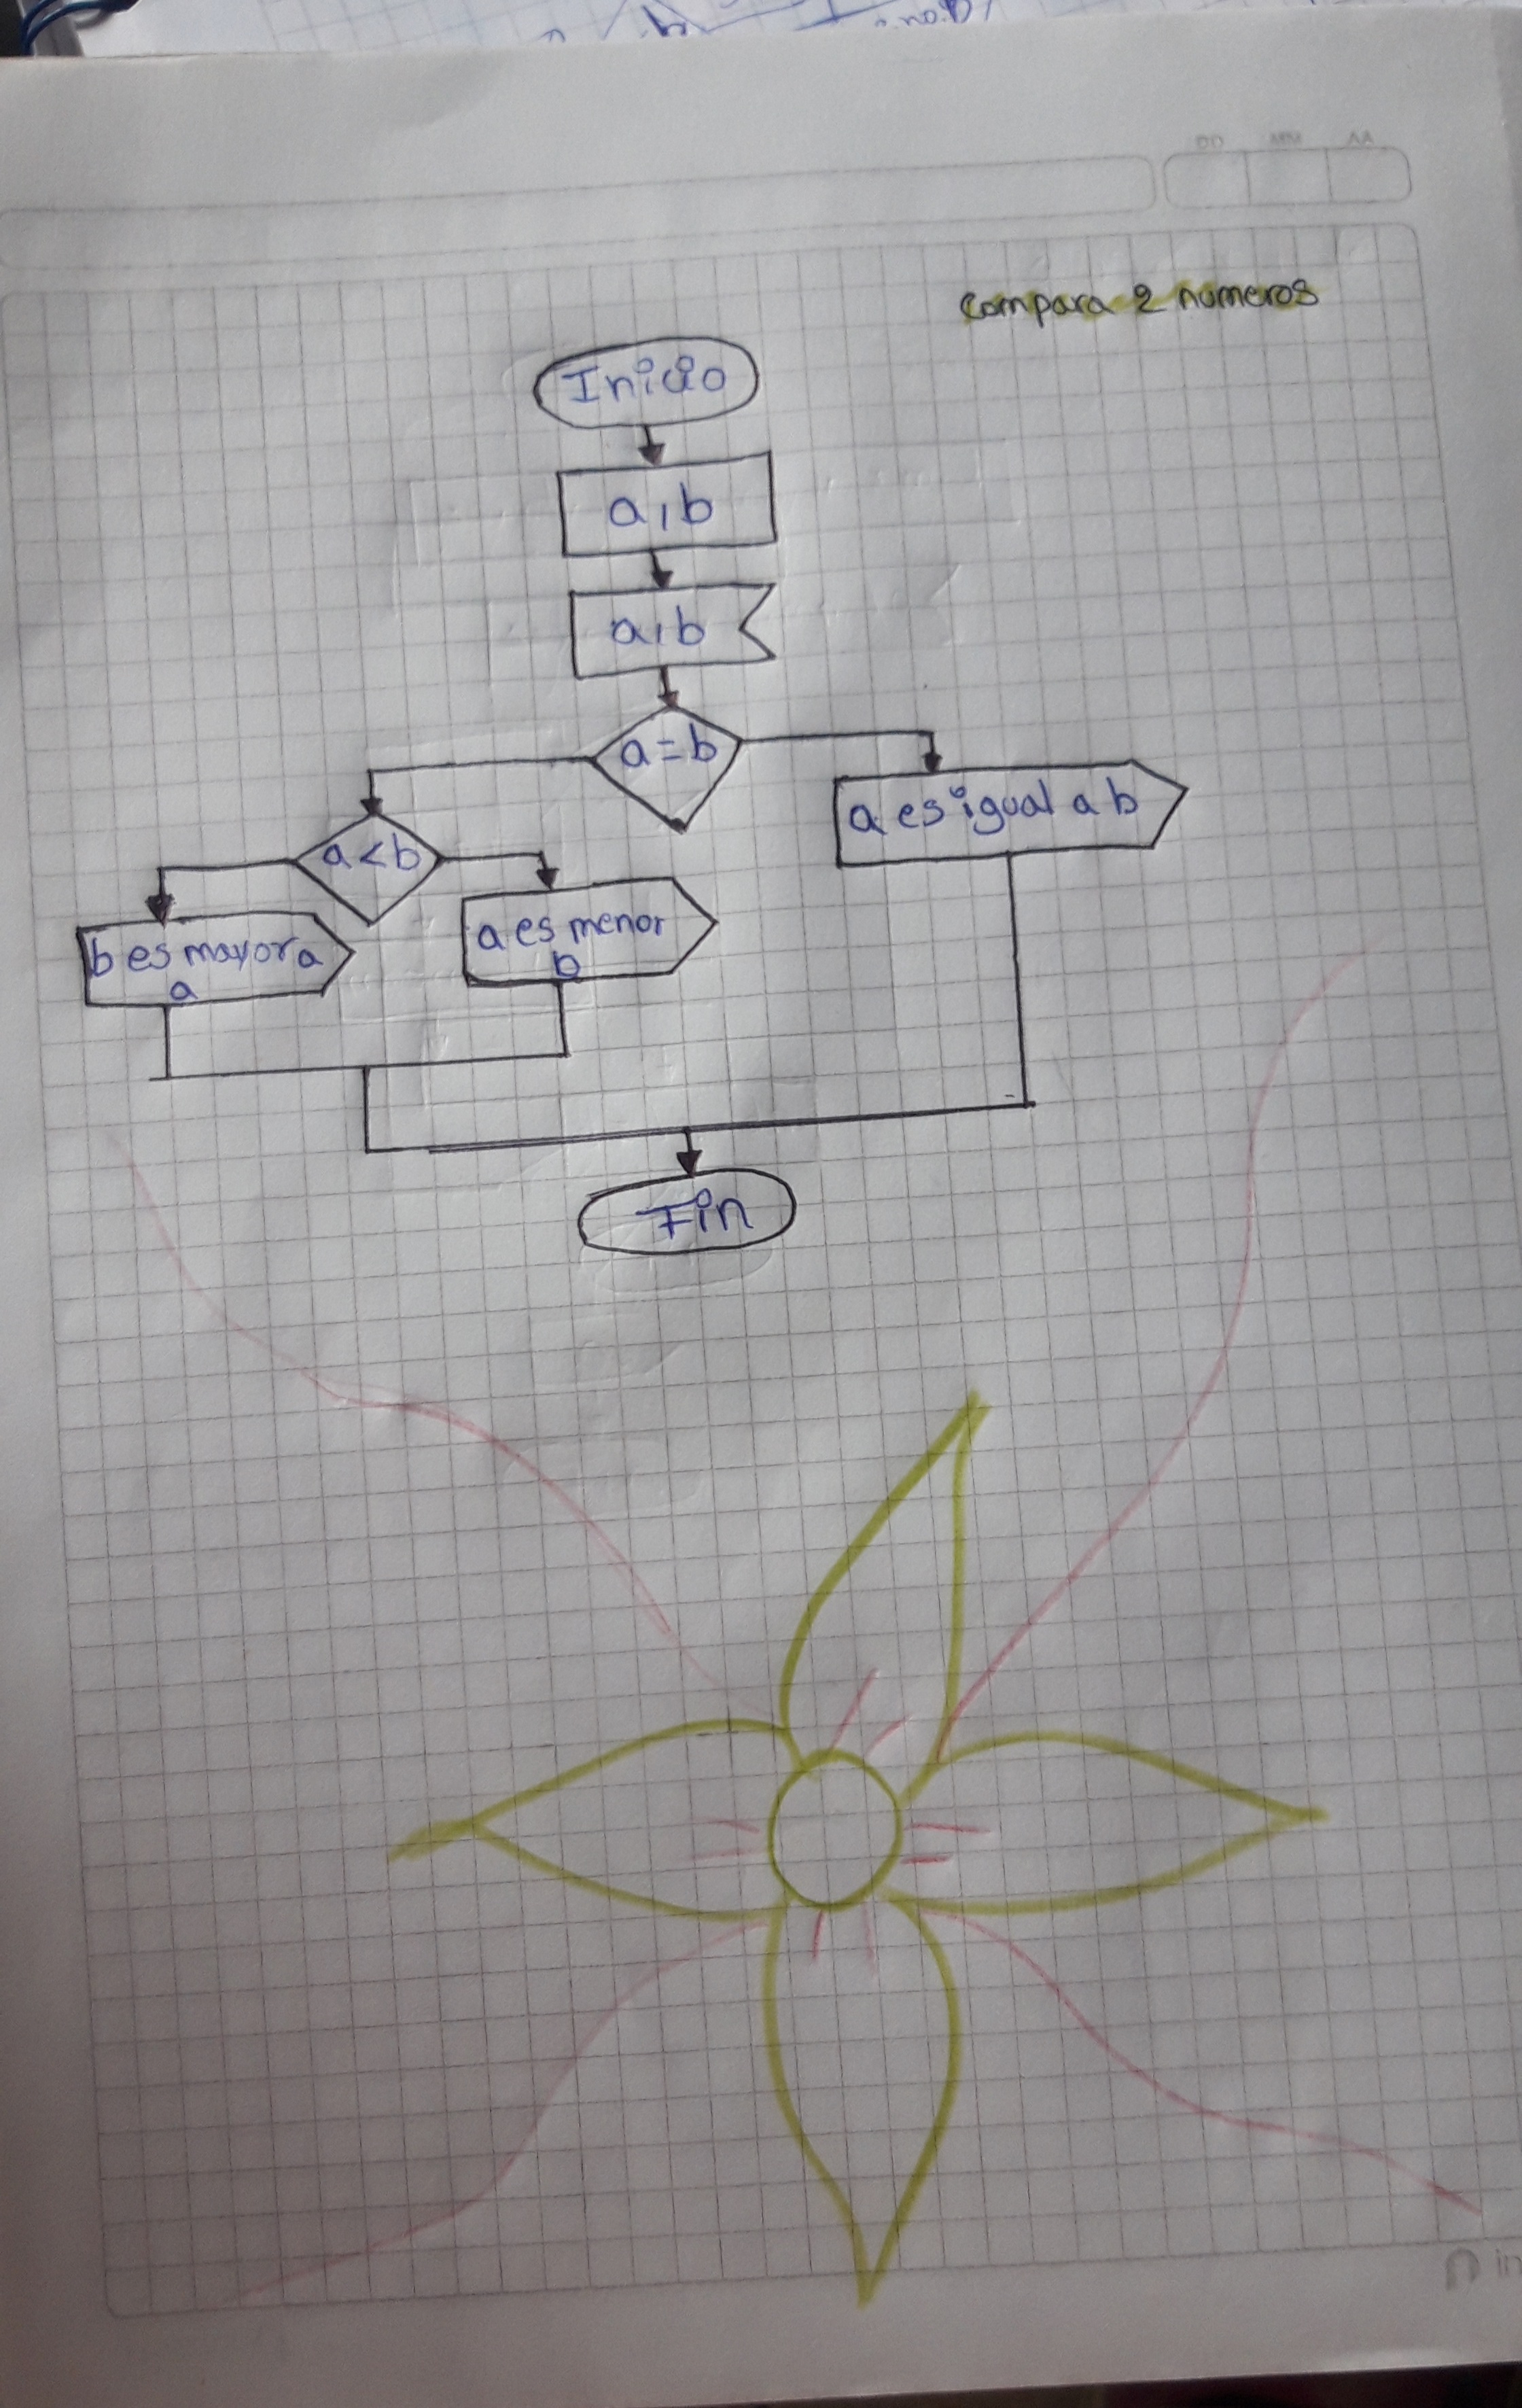 DD MM AA
compara 2 numeros
Inicio
a,b
a,b
a=b
a es igual a b
a<b
b es mayor a
a
a es menor
b
Fin